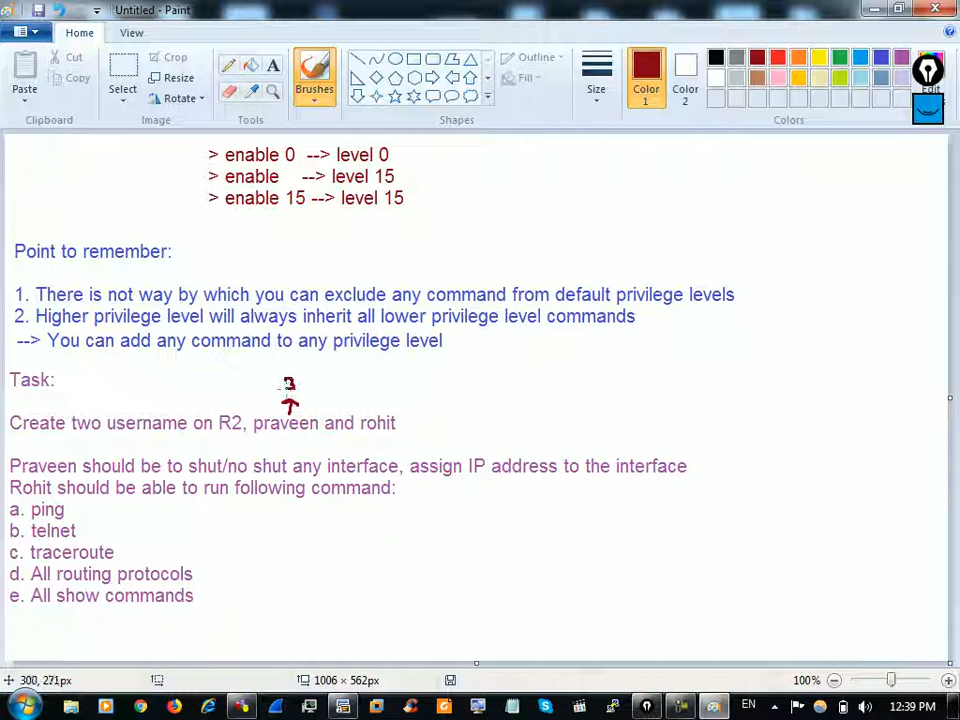 Untitled - Paint
Home View
Cut
Copy
Paste
Clipboard
Select
Crop
Resize
Rotate
Image
Tools
Brushes
Outline
Fill
Shapes
Size
Color 1
Color 2
Colors
> enable 0 --> level 0
> enable --> level 15
> enable 15 --> level 15
Point to remember:
1. There is not way by which you can exclude any command from default privilege levels
2. Higher privilege level will always inherit all lower privilege level commands
--> You can add any command to any privilege level
Task:
Create two username on R2, praveen and rohit
Praveen should be to shut/no shut any interface, assign IP address to the interface
Rohit should be able to run following command:
a. ping
b. telnet
c. traceroute
d. All routing protocols
e. All show commands
300, 271px
1006 × 562px
100%
EN
12:39 PM